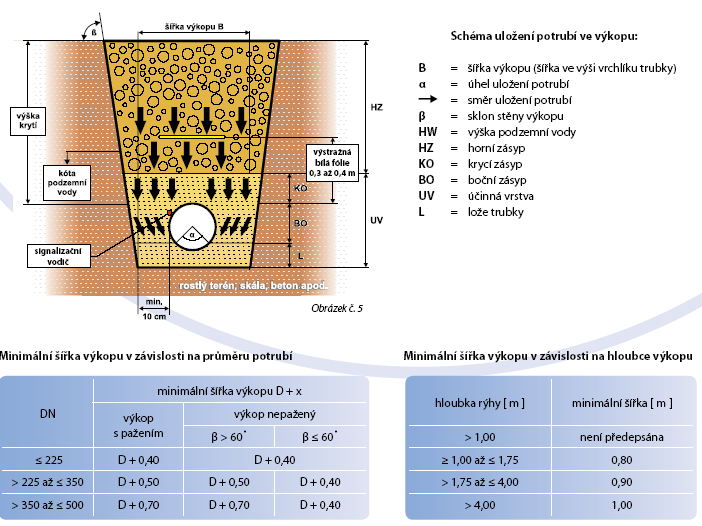 šířka výkopu B
ß
výška
krytí
HZ
výstražná
bílá fólie
0,3 až 0,4 m
kóta
podzemní
vody
KO
BO
UV
α
signalizační
vodič
L
rostlý terén; skála; beton apod.
min.
10 cm
Obrázek č. 5
Schéma uložení potrubí ve výkopu:
B = šířka výkopu (šířka ve výši vrchlíku trubky)
α = úhel uložení potrubí
= směr uložení potrubí
β = sklon stěny výkopu
HW = výška podzemní vody
HZ = horní zásyp
KO = krycí zásyp
BO = boční zásyp
UV = účinná vrstva
L = lože trubky
Minimální šířka výkopu v závislosti na průměru potrubí
DN
minimální šířka výkopu D + x
výkop
s pažením
výkop nepažený
β > 60°
β ≤ 60°
≤ 225 D + 0,40 D + 0,40
> 225 až ≤ 350 D + 0,50 D + 0,50 D + 0,40
> 350 až ≤ 500 D + 0,70 D + 0,70 D + 0,40
Minimální šířka výkopu v závislosti na hloubce výkopu
hloubka rýhy [ m ] minimální šířka [ m ]
> 1,00 není předepsána
≥ 1,00 až ≤ 1,75 0,80
> 1,75 až ≤ 4,00 0,90
> 4,00 1,00